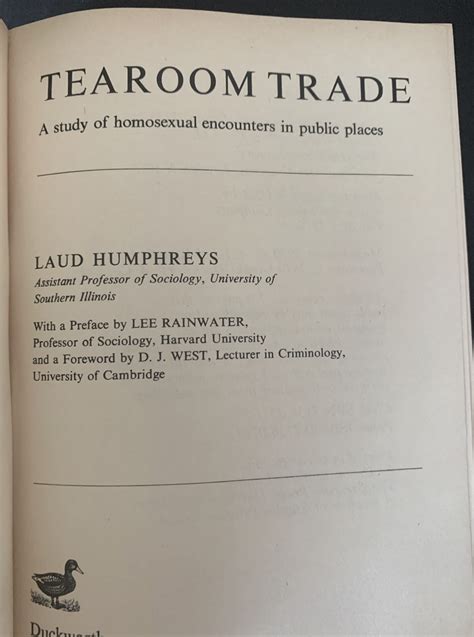 TEAROOM TRADE
A study of homosexual encounters in public places
LAUD HUMPHREYS
Assistant Professor of Sociology, University of
Southern Illinois
With a Preface by LEE RAINWATER,
Professor of Sociology, Harvard University
and a Foreword by D. J. WEST, Lecturer in Criminology,
University of Cambridge
Duckworth